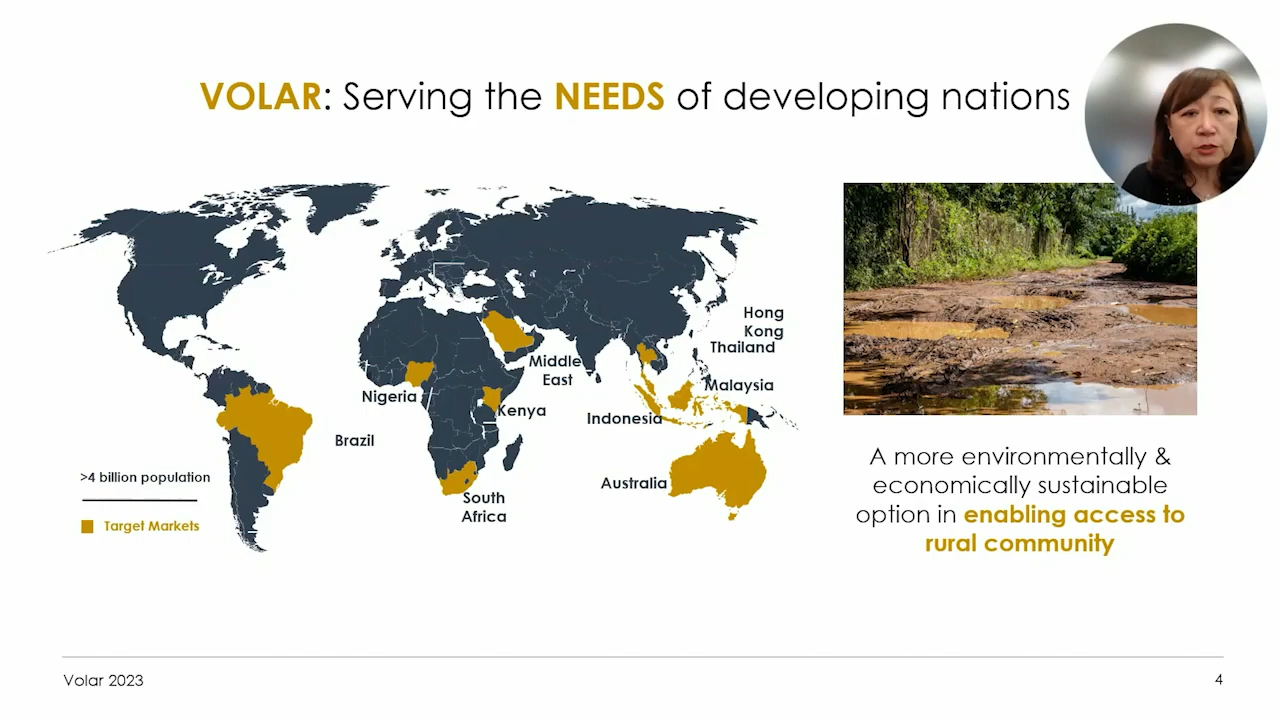 VOLAR: Serving the NEEDS of developing nations
Hong
Kong
Thailand
Middle
East
Malaysia
Nigeria
Kenya
Indonesia
Brazil
>4 billion population
Australia
South
Africa
Target Markets
A more environmentally &
economically sustainable
option in enabling access to
rural community
Volar 2023
4